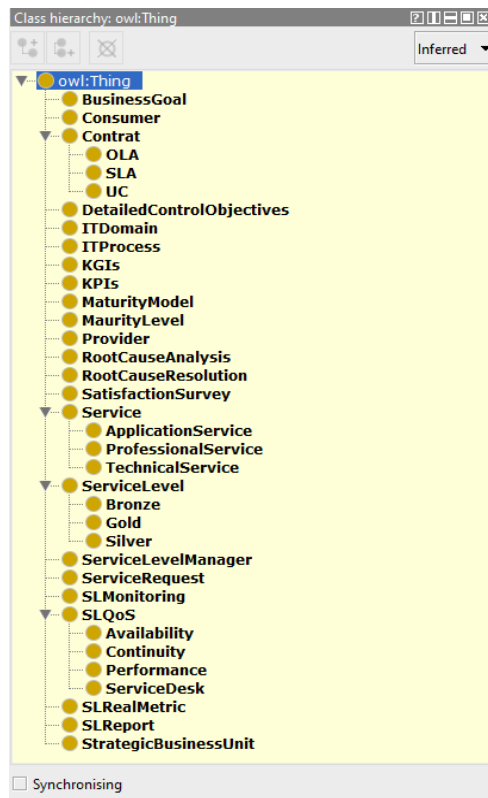 Class hierarchy: owl:Thing
Inferred
owl:Thing
BusinessGoal
Consumer
Contrat
OLA
SLA
UC
DetailedControlObjectives
ITDomain
ITProcess
KGIs
KPIs
MaturityModel
MaurityLevel
Provider
RootCauseAnalysis
RootCauseResolution
SatisfactionSurvey
Service
ApplicationService
ProfessionalService
TechnicalService
ServiceLevel
Bronze
Gold
Silver
ServiceLevelManager
ServiceRequest
SLMonitoring
SLQoS
Availability
Continuity
Performance
ServiceDesk
SLRealMetric
SLReport
StrategicBusinessUnit
Synchronising